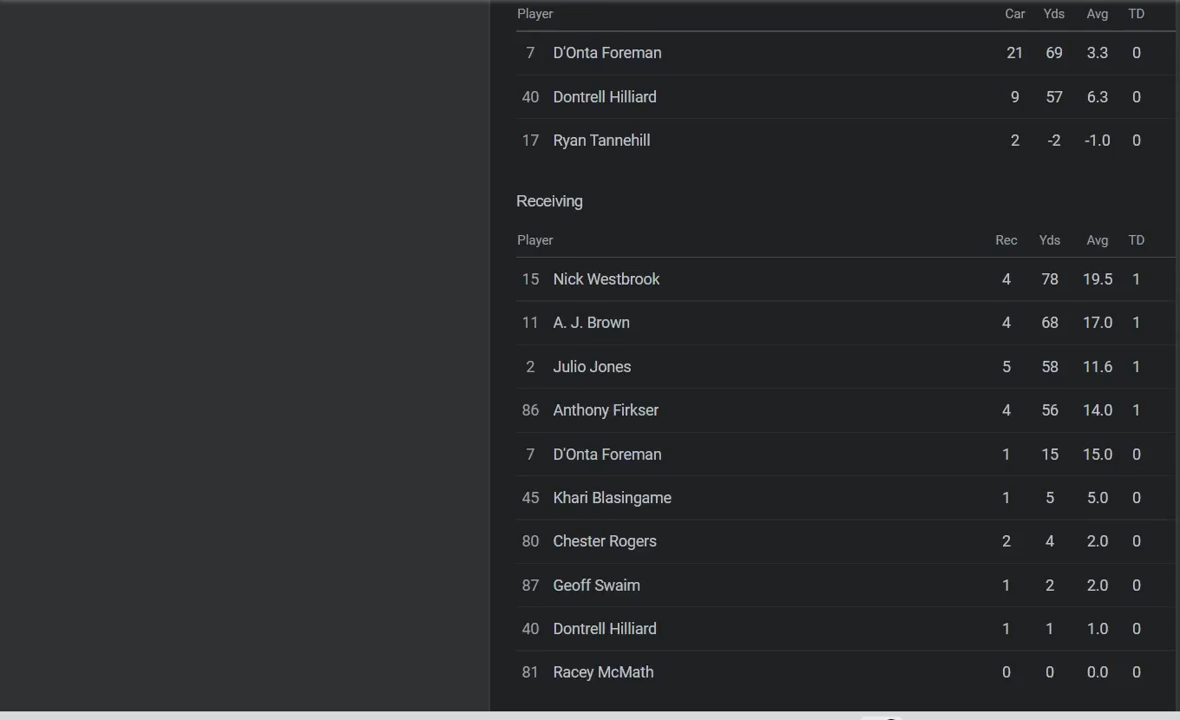 Player Car Yds Avg TD
7 D'Onta Foreman 21 69 3.3 0
40 Dontrell Hilliard 9 57 6.3 0
17 Ryan Tannehill 2 -2 -1.0 0
Receiving
Player Rec Yds Avg TD
15 Nick Westbrook 4 78 19.5 1
11 A. J. Brown 4 68 17.0 1
2 Julio Jones 5 58 11.6 1
86 Anthony Firkser 4 56 14.0 1
7 D'Onta Foreman 1 15 15.0 0
45 Khari Blasingame 1 5 5.0 0
80 Chester Rogers 2 4 2.0 0
87 Geoff Swaim 1 2 2.0 0
40 Dontrell Hilliard 1 1 1.0 0
81 Racey McMath 0 0 0.0 0